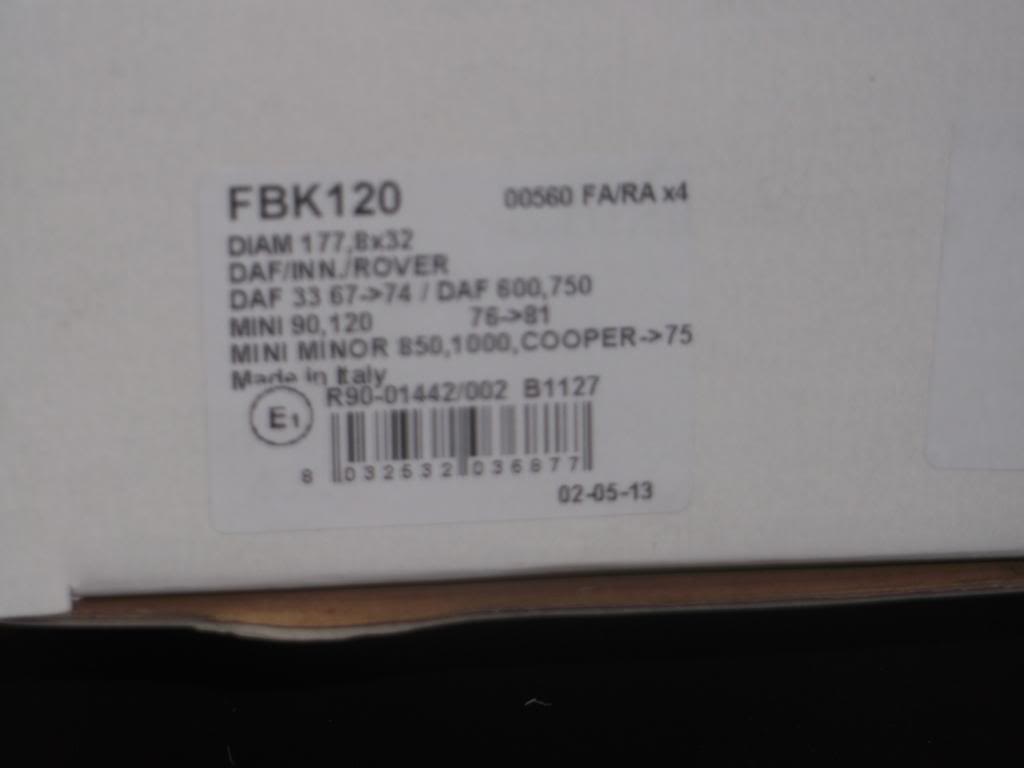 FBK120 00560 FA/RA x4
DIAM 177,8x32
DAF/INN./ROVER
DAF 33 67->74 / DAF 600,750
MINI 90,120 76->81
MINI MINOR 850,1000,COOPER->75
Made in Italy
R90-01442/002 B1127
E1
8 032532 036877
02-05-13